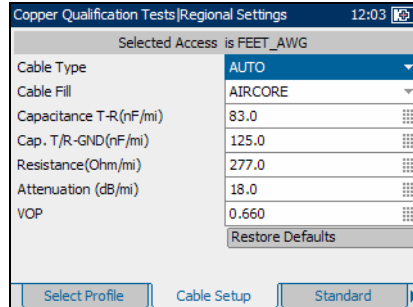 Copper Qualification Tests|Regional Settings 12:03
Selected Access is FEET_AWG
Cable Type AUTO
Cable Fill AIRCORE
Capacitance T-R(nF/mi) 83.0
Cap. T/R-GND(nF/mi) 125.0
Resistance(Ohm/mi) 277.0
Attenuation (dB/mi) 18.0
VOP 0.660
Restore Defaults
Select Profile Cable Setup Standard